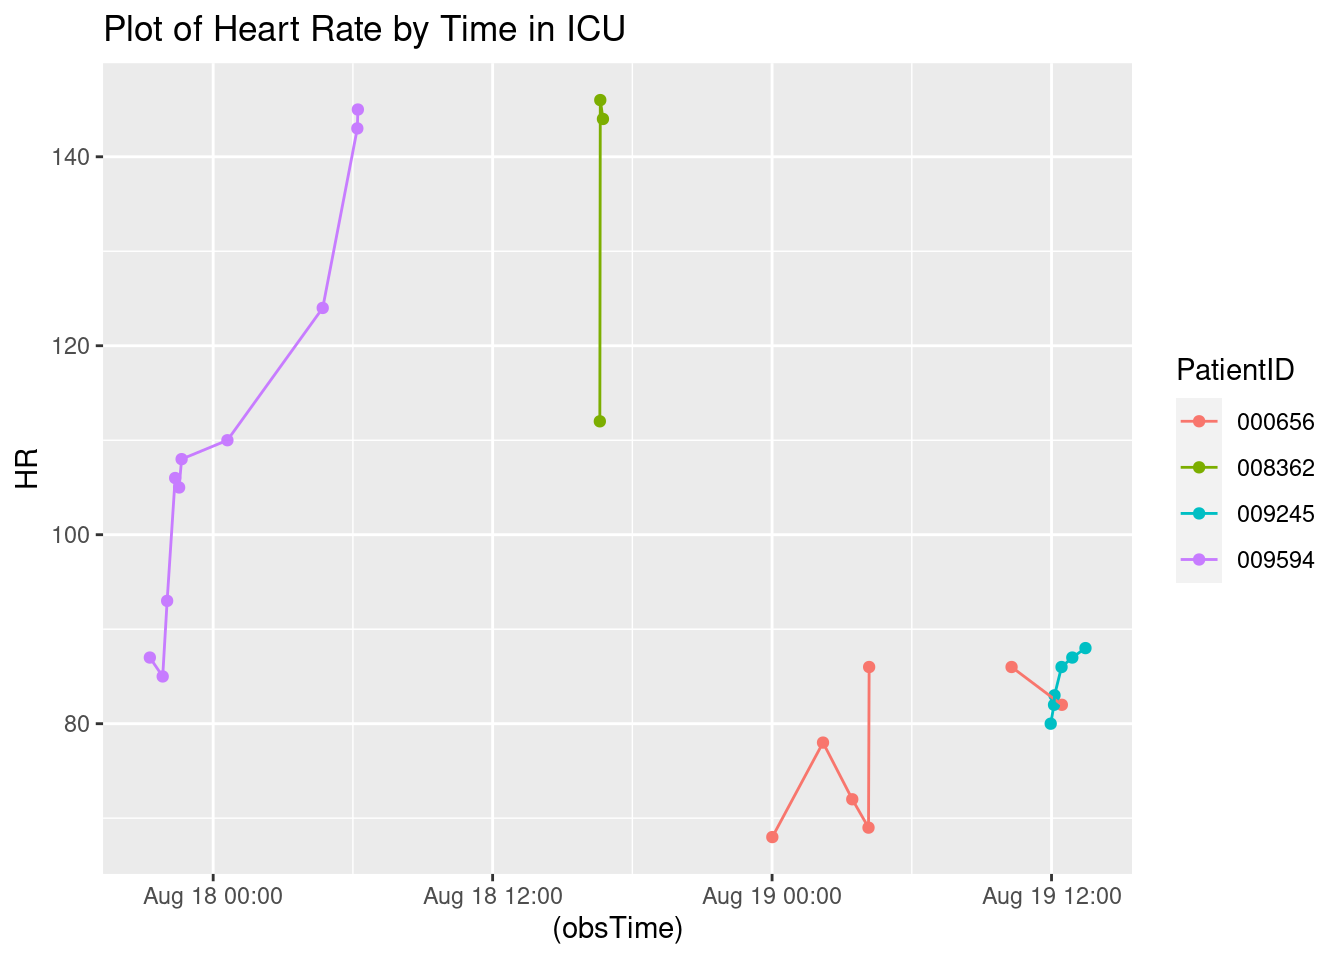 Plot of Heart Rate by Time in ICU
140
120
100
80
HR
Aug 18 00:00
Aug 18 12:00
Aug 19 00:00
Aug 19 12:00
(obsTime)
PatientID
000656
008362
009245
009594